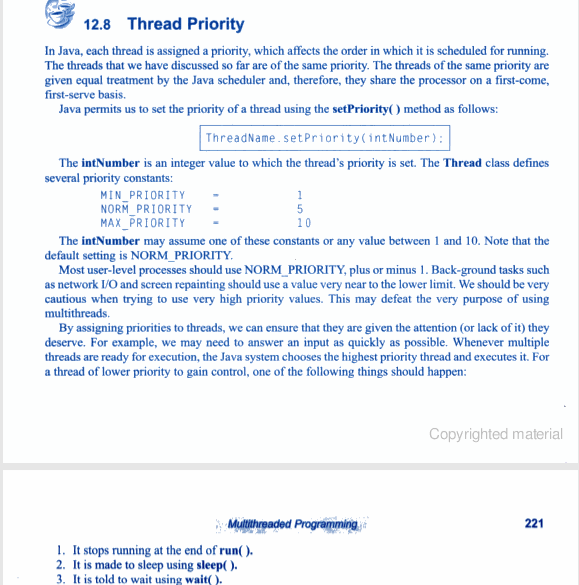 12.8 Thread Priority
In Java, each thread is assigned a priority, which affects the order in which it is scheduled for running.
The threads that we have discussed so far are of the same priority. The threads of the same priority are
given equal treatment by the Java scheduler and, therefore, they share the processor on a first-come,
first-serve basis.
Java permits us to set the priority of a thread using the setPriority( ) method as follows:
ThreadName.setPriority(intNumber);
The intNumber is an integer value to which the thread's priority is set. The Thread class defines
several priority constants:
MIN_PRIORITY = 1
NORM_PRIORITY = 5
MAX_PRIORITY = 10
The intNumber may assume one of these constants or any value between 1 and 10. Note that the
default setting is NORM_PRIORITY.
Most user-level processes should use NORM_PRIORITY, plus or minus 1. Back-ground tasks such
as network I/O and screen repainting should use a value very near to the lower limit. We should be very
cautious when trying to use very high priority values. This may defeat the very purpose of using
multithreads.
By assigning priorities to threads, we can ensure that they are given the attention (or lack of it) they
deserve. For example, we may need to answer an input as quickly as possible. Whenever multiple
threads are ready for execution, the Java system chooses the highest priority thread and executes it. For
a thread of lower priority to gain control, one of the following things should happen:
Copyrighted material
Multithreaded Programming 221
1. It stops running at the end of run( ).
2. It is made to sleep using sleep( ).
3. It is told to wait using wait( ).